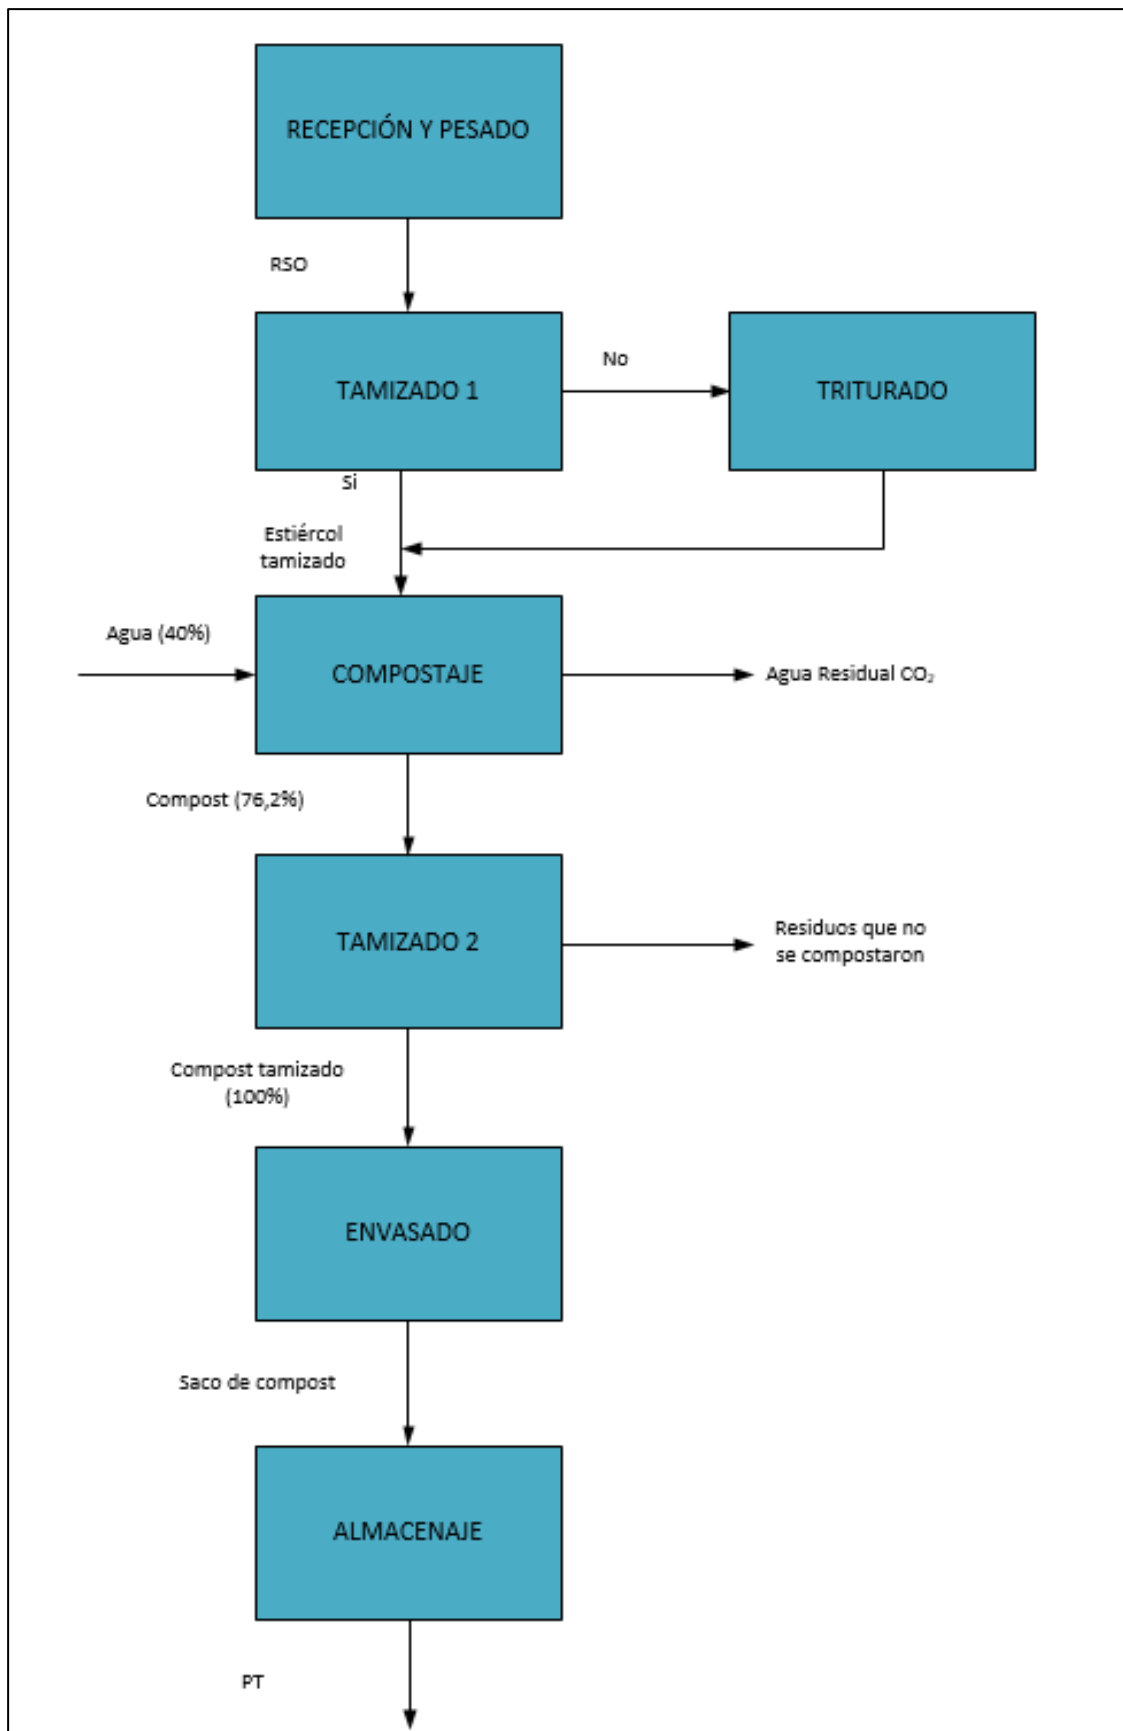 RECEPCIÓN Y PESADO
RSO
TAMIZADO 1
No
TRITURADO
Si
Estiércol
tamizado
Agua (40%)
COMPOSTAJE
Agua Residual CO₂
Compost (76,2%)
TAMIZADO 2
Residuos que no
se compostaron
Compost tamizado
(100%)
ENVASADO
Saco de compost
ALMACENAJE
PT